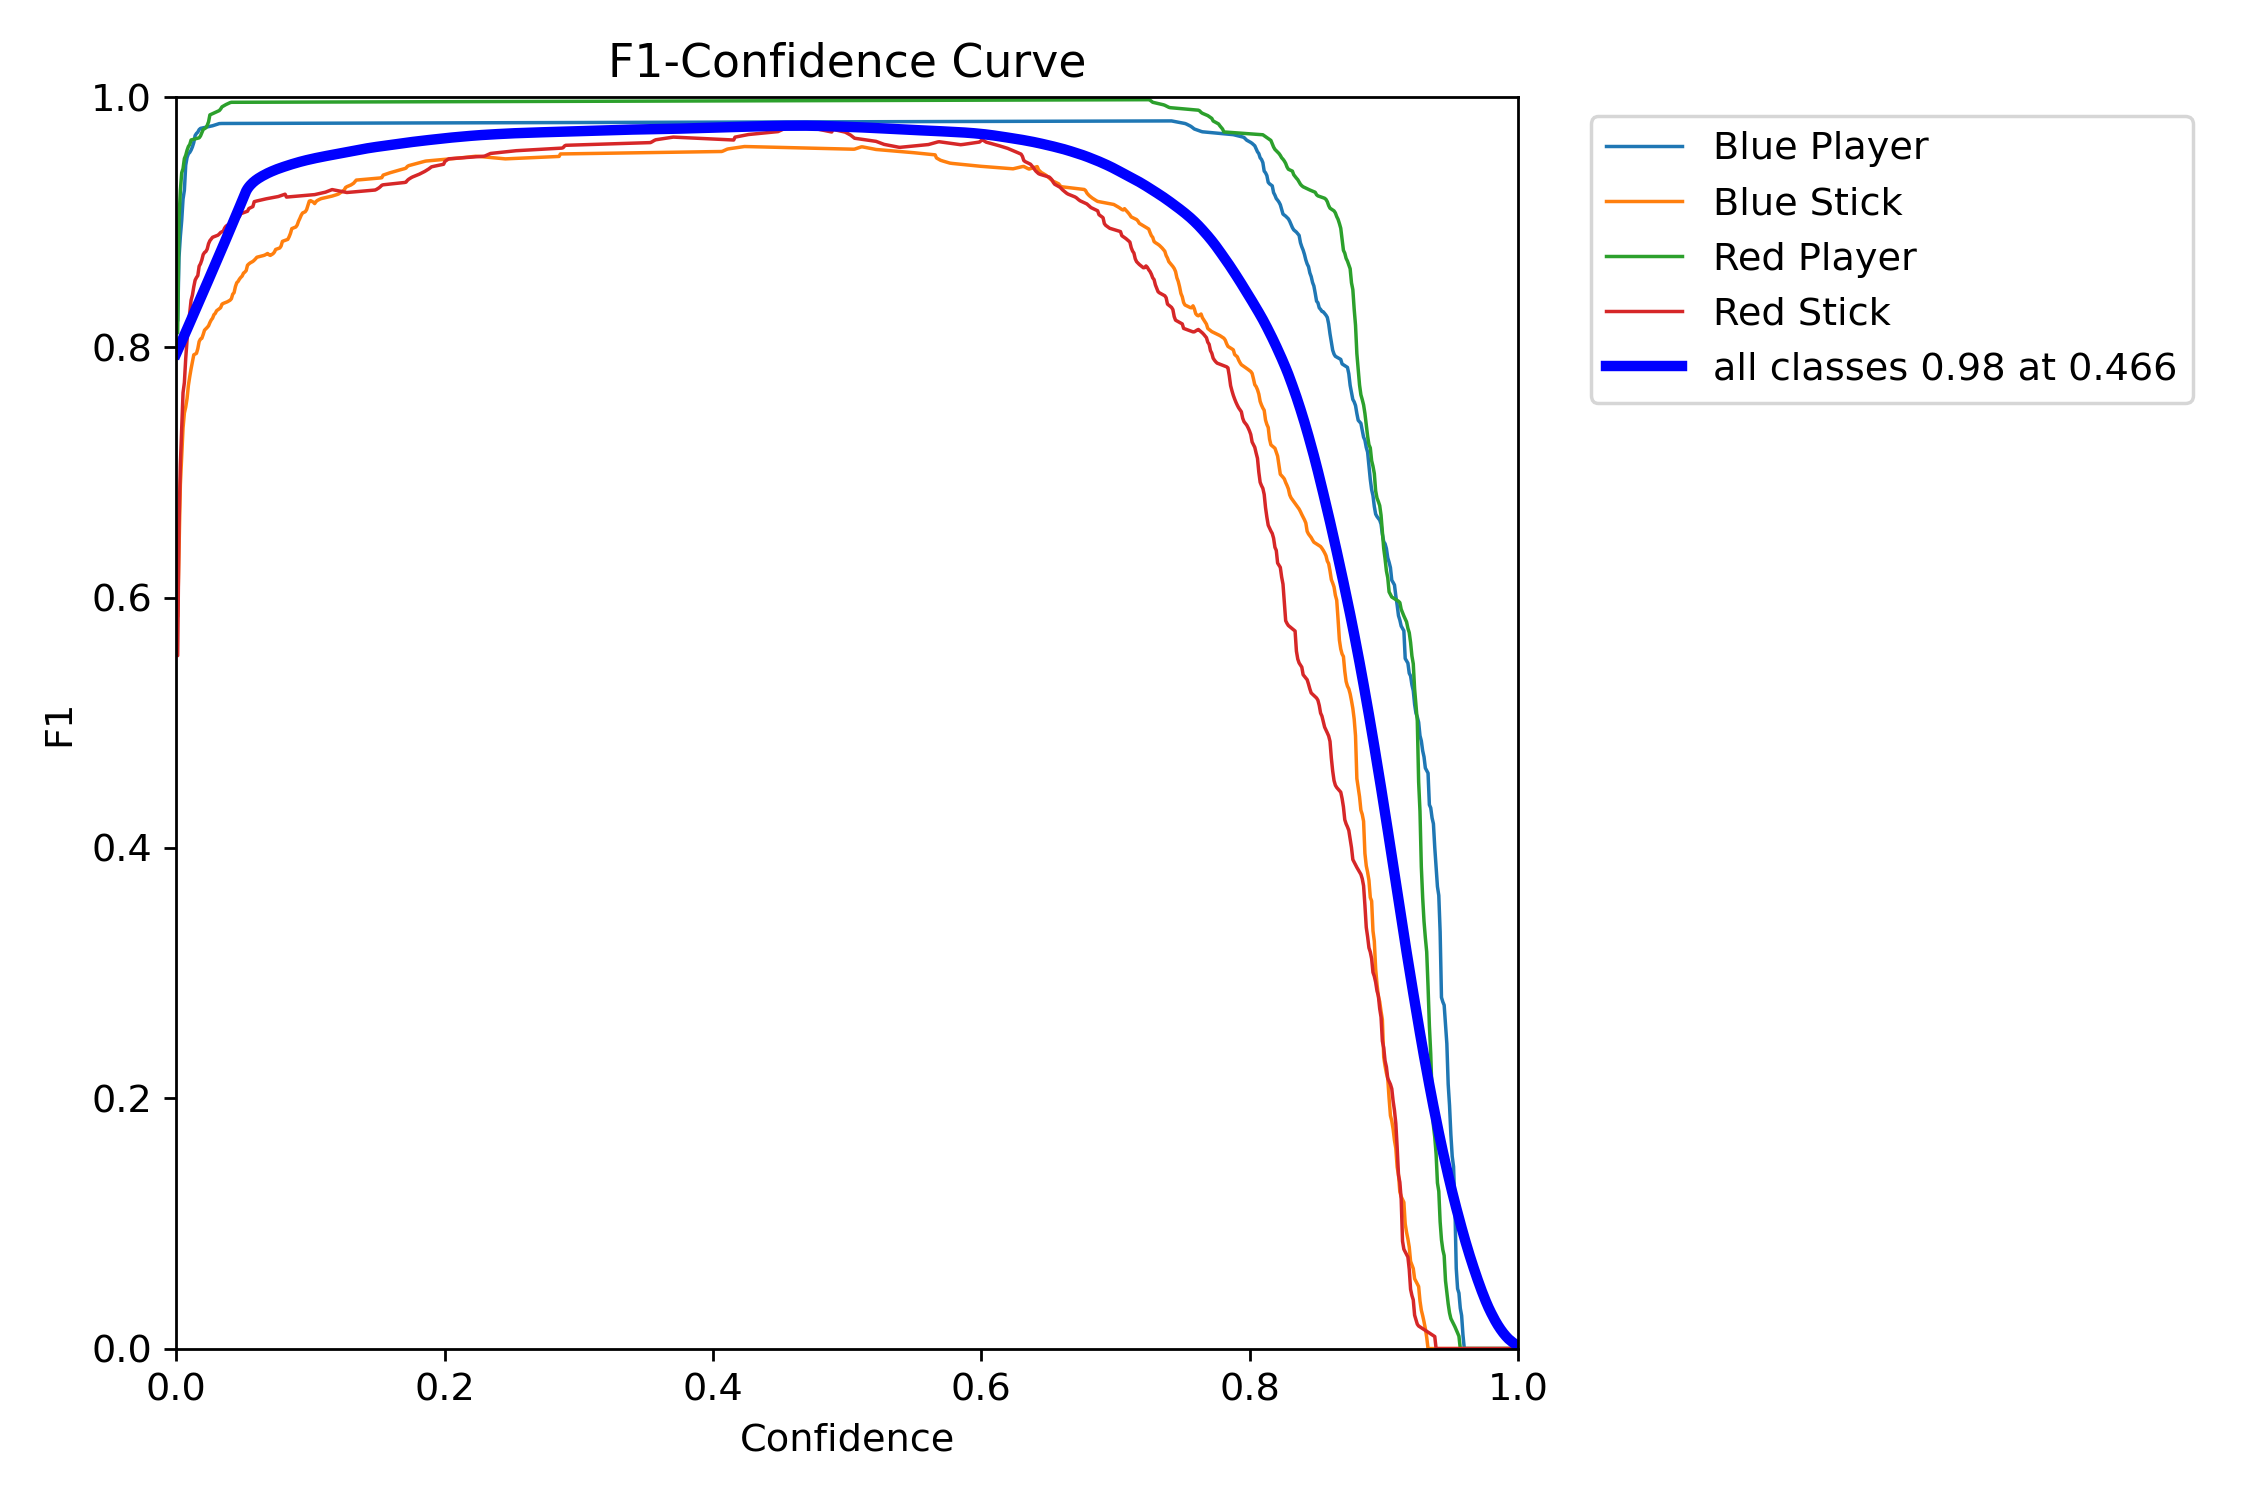 F1-Confidence Curve
1.0
0.8
0.6
0.4
0.2
0.0
F1
0.0 0.2 0.4 0.6 0.8 1.0
Confidence
Blue Player
Blue Stick
Red Player
Red Stick
all classes 0.98 at 0.466